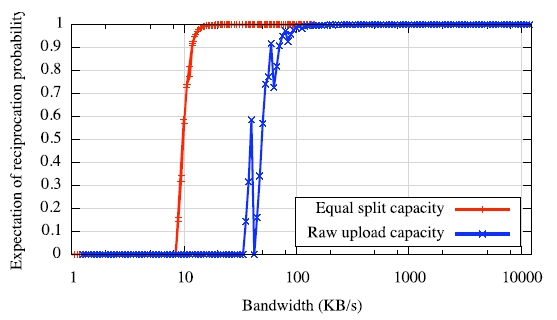 Expectation of reciprocation probability
1
0.9
0.8
0.7
0.6
0.5
0.4
0.3
0.2
0.1
0
Equal split capacity
Raw upload capacity
1 10 100 1000 10000
Bandwidth (KB/s)